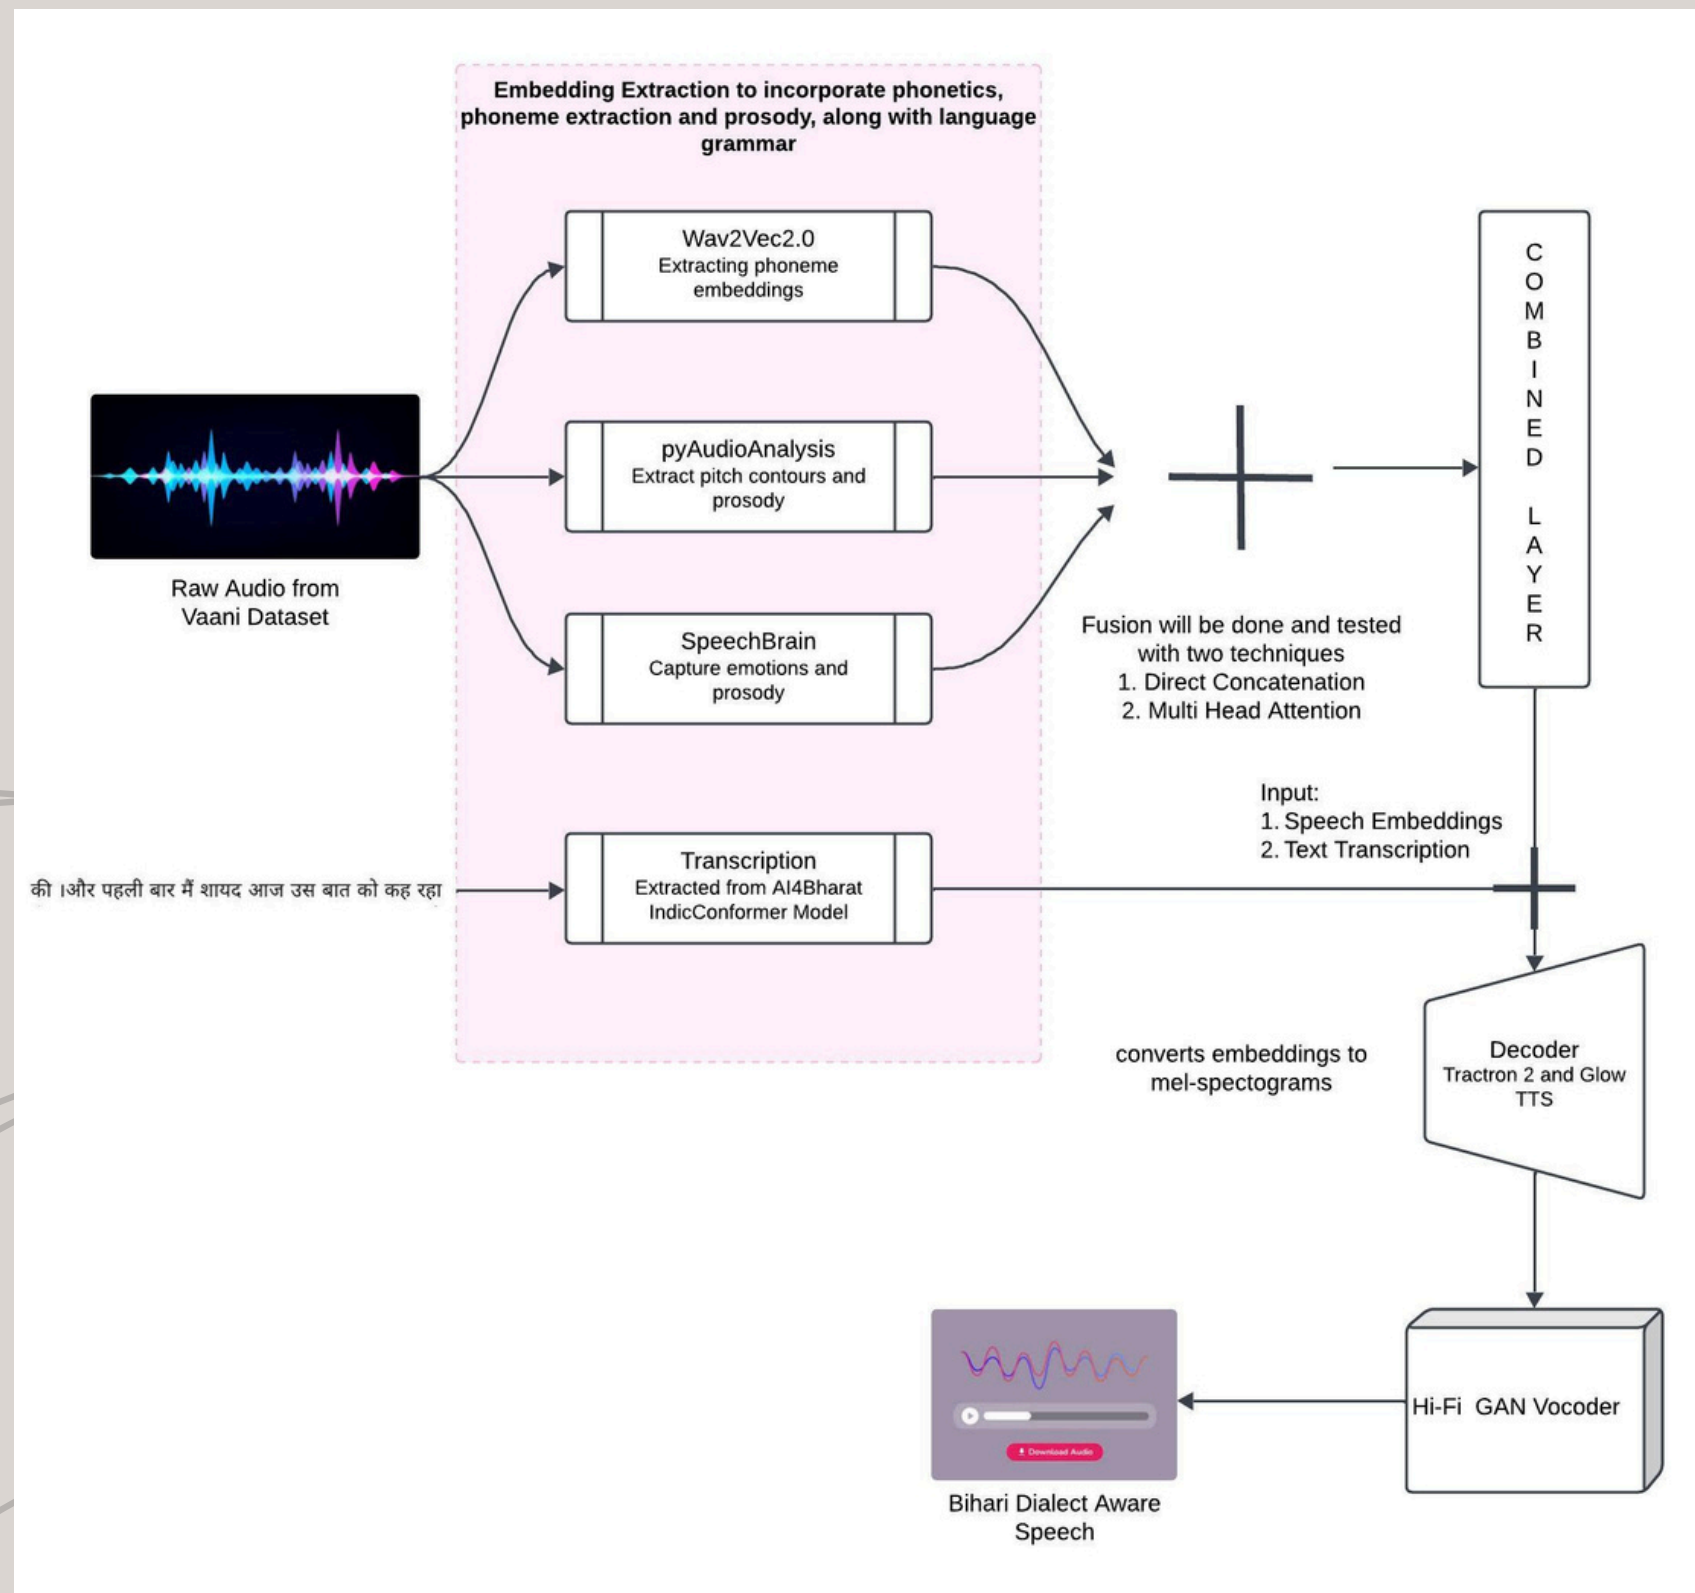 Embedding Extraction to incorporate phonetics,
phoneme extraction and prosody, along with language
grammar
Wav2Vec2.0
Extracting phoneme
embeddings
pyAudioAnalysis
Extract pitch contours and
prosody
SpeechBrain
Capture emotions and
prosody
Raw Audio from
Vaani Dataset
COMBINED LAYER
Fusion will be done and tested
with two techniques
1. Direct Concatenation
2. Multi Head Attention
Input:
1. Speech Embeddings
2. Text Transcription
की ।और पहली बार मैं शायद आज उस बात को कह रहा
Transcription
Extracted from AI4Bharat
IndicConformer Model
converts embeddings to
mel-spectograms
Decoder
Tractron 2 and Glow
TTS
Hi-Fi GAN Vocoder
Download Audio
Bihari Dialect Aware
Speech